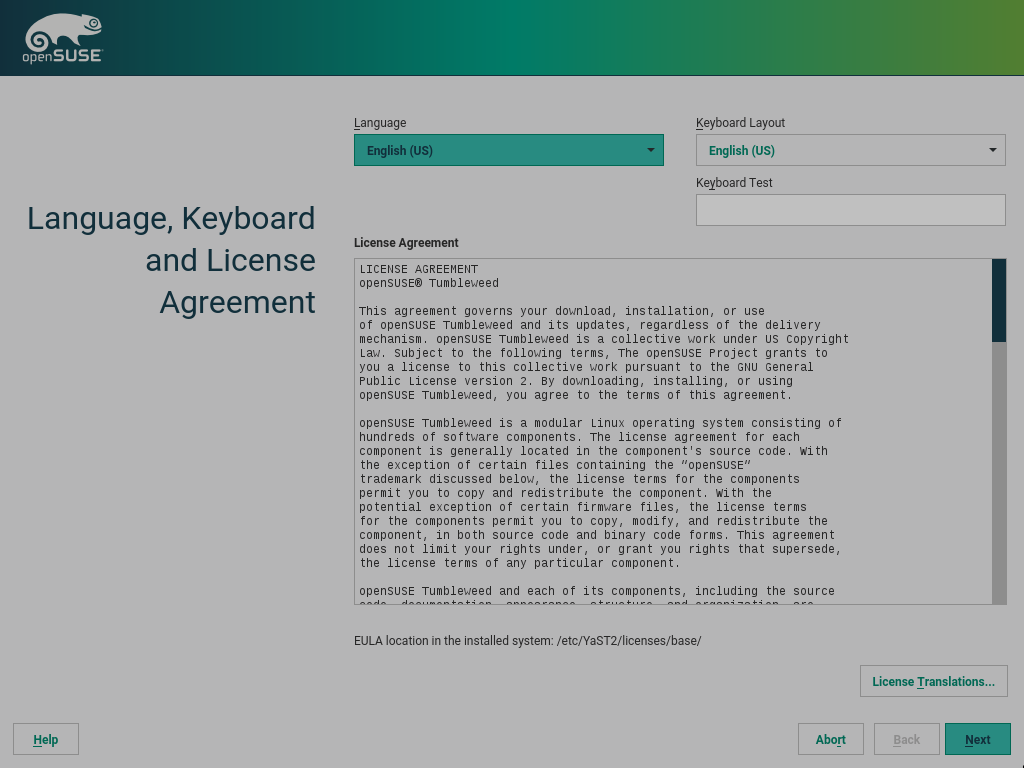 openSUSE
Language
Keyboard Layout
English (US)
English (US)
Keyboard Test
Language, Keyboard
and License
Agreement
License Agreement
LICENSE AGREEMENT
openSUSE® Tumbleweed
This agreement governs your download, installation, or use
of openSUSE Tumbleweed and its updates, regardless of the delivery
mechanism. openSUSE Tumbleweed is a collective work under US Copyright
Law. Subject to the following terms, The openSUSE Project grants to
you a license to this collective work pursuant to the GNU General
Public License version 2. By downloading, installing, or using
openSUSE Tumbleweed, you agree to the terms of this agreement.
openSUSE Tumbleweed is a modular Linux operating system consisting of
hundreds of software components. The license agreement for each
component is generally located in the component's source code. With
the exception of certain files containing the “openSUSE”
trademark discussed below, the license terms for the components
permit you to copy and redistribute the component. With the
potential exception of certain firmware files, the license terms
for the components permit you to copy, modify, and redistribute the
component, in both source code and binary code forms. This agreement
does not limit your rights under, or grant you rights that supersede,
the license terms of any particular component.
openSUSE Tumbleweed and each of its components, including the source
code, documentation, appearance, structure, and organization, are
EULA location in the installed system: /etc/YaST2/licenses/base/
License Translations...
Help
Abort
Back
Next